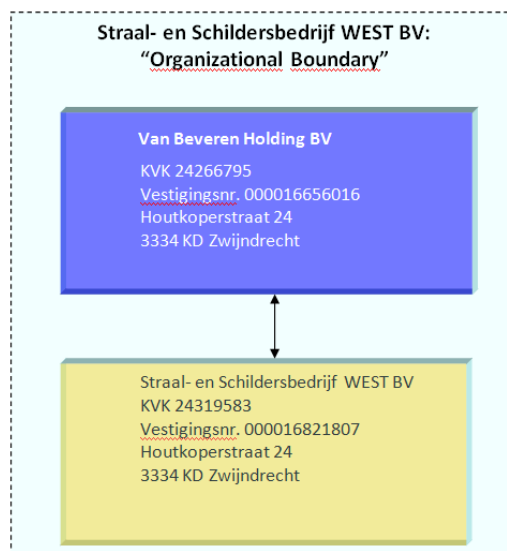 Straal- en Schildersbedrijf WEST BV:
“Organizational Boundary”
Van Beveren Holding BV
KVK 24266795
Vestigingsnr. 000016656016
Houtkoperstraat 24
3334 KD Zwijndrecht
Straal- en Schildersbedrijf WEST BV
KVK 24319583
Vestigingsnr. 000016821807
Houtkoperstraat 24
3334 KD Zwijndrecht